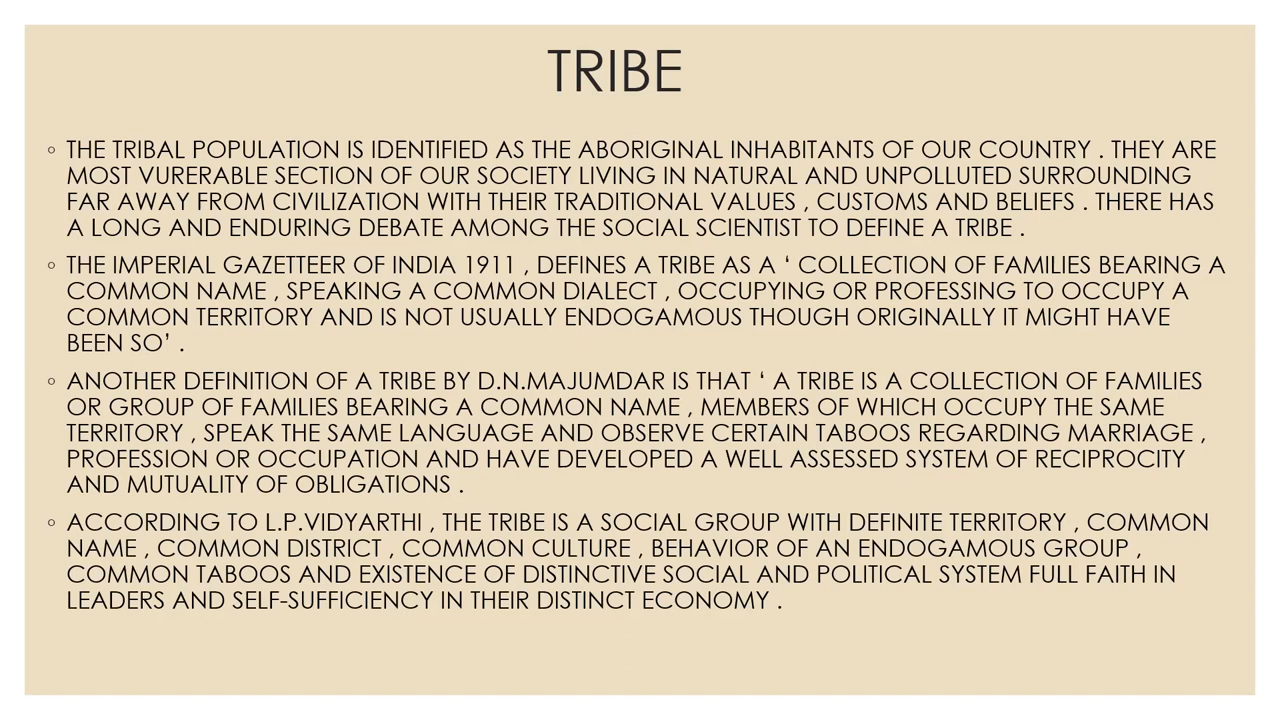 TRIBE
◦ THE TRIBAL POPULATION IS IDENTIFIED AS THE ABORIGINAL INHABITANTS OF OUR COUNTRY . THEY ARE
MOST VURERABLE SECTION OF OUR SOCIETY LIVING IN NATURAL AND UNPOLLUTED SURROUNDING
FAR AWAY FROM CIVILIZATION WITH THEIR TRADITIONAL VALUES , CUSTOMS AND BELIEFS . THERE HAS
A LONG AND ENDURING DEBATE AMONG THE SOCIAL SCIENTIST TO DEFINE A TRIBE .
◦ THE IMPERIAL GAZETTEER OF INDIA 1911 , DEFINES A TRIBE AS A ‘ COLLECTION OF FAMILIES BEARING A
COMMON NAME , SPEAKING A COMMON DIALECT , OCCUPYING OR PROFESSING TO OCCUPY A
COMMON TERRITORY AND IS NOT USUALLY ENDOGAMOUS THOUGH ORIGINALLY IT MIGHT HAVE
BEEN SO’ .
◦ ANOTHER DEFINITION OF A TRIBE BY D.N.MAJUMDAR IS THAT ‘ A TRIBE IS A COLLECTION OF FAMILIES
OR GROUP OF FAMILIES BEARING A COMMON NAME , MEMBERS OF WHICH OCCUPY THE SAME
TERRITORY , SPEAK THE SAME LANGUAGE AND OBSERVE CERTAIN TABOOS REGARDING MARRIAGE ,
PROFESSION OR OCCUPATION AND HAVE DEVELOPED A WELL ASSESSED SYSTEM OF RECIPROCITY
AND MUTUALITY OF OBLIGATIONS .
◦ ACCORDING TO L.P.VIDYARTHI , THE TRIBE IS A SOCIAL GROUP WITH DEFINITE TERRITORY , COMMON
NAME , COMMON DISTRICT , COMMON CULTURE , BEHAVIOR OF AN ENDOGAMOUS GROUP ,
COMMON TABOOS AND EXISTENCE OF DISTINCTIVE SOCIAL AND POLITICAL SYSTEM FULL FAITH IN
LEADERS AND SELF-SUFFICIENCY IN THEIR DISTINCT ECONOMY .